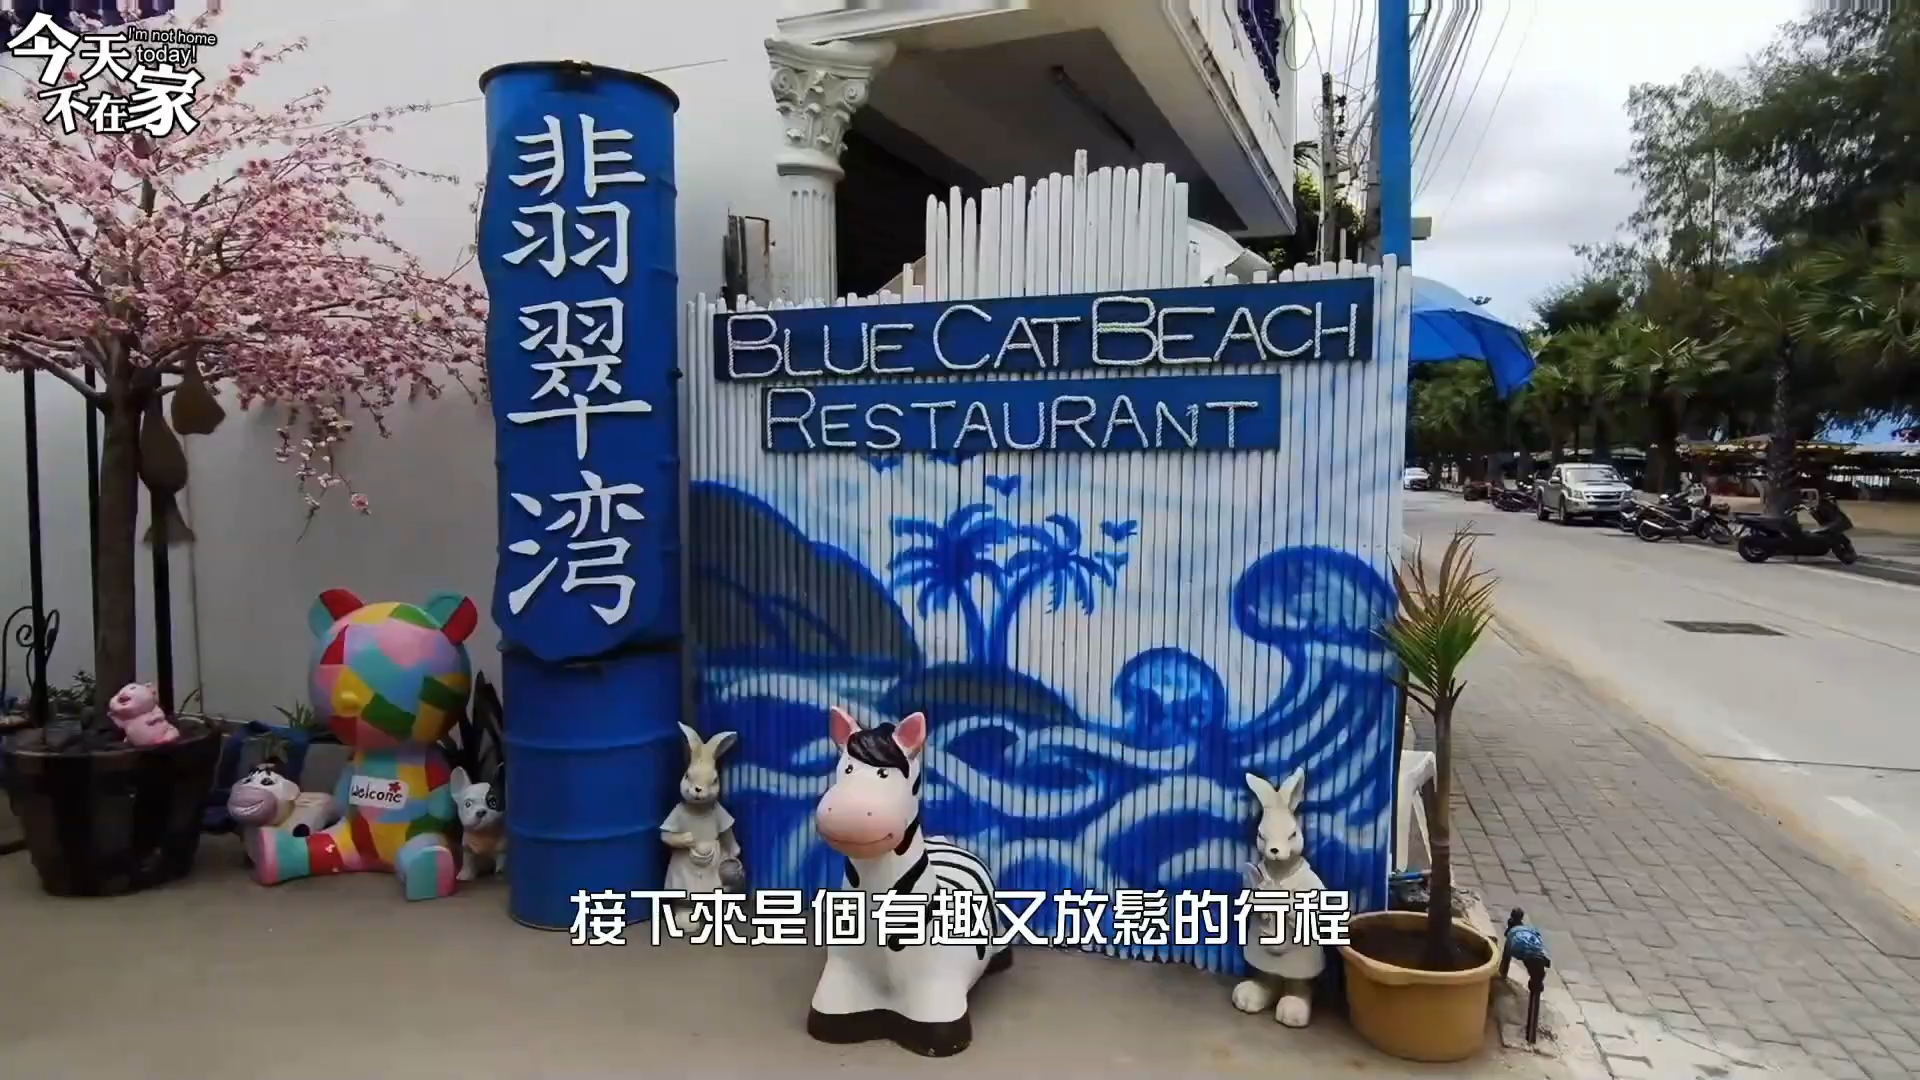 今天
I'm not home
today!
不在家
翡翠湾
BLUE CAT BEACH
RESTAURANT
Welcome
接下來是個有趣又放鬆的行程